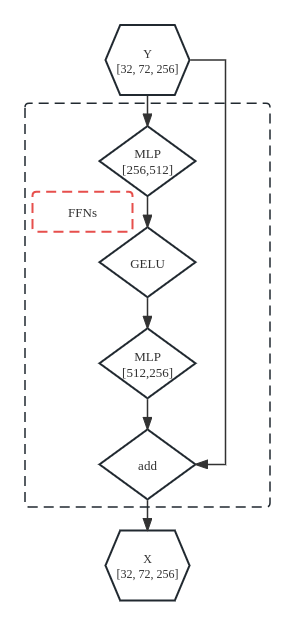 Y
[32, 72, 256]
MLP
[256,512]
FFNs
GELU
MLP
[512,256]
add
X
[32, 72, 256]